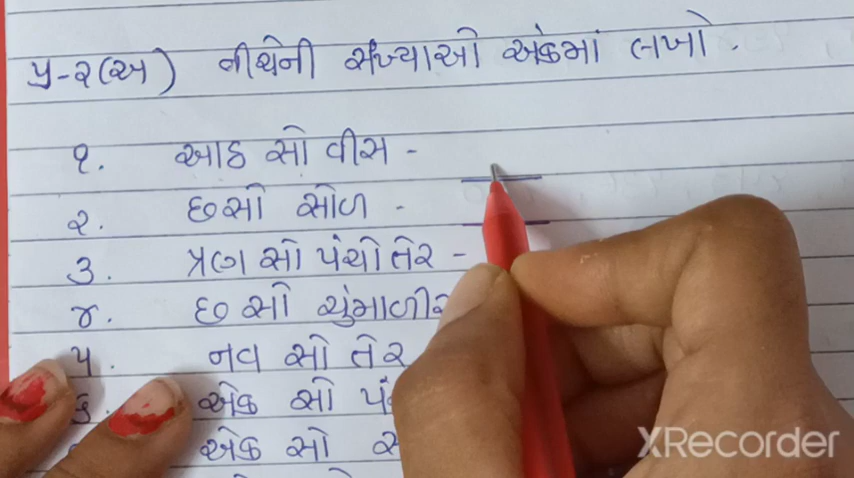 પ્ર-૨(અ) નીચેની સંખ્યાઓ અંકમાં લખો.
૧. આઠ સો વીસ -
૨. છસો સોળ -
૩. ત્રણ સો પંચોતેર -
૪. છ સો ચુંમાળીસ
૫. નવ સો તેર
૬. એક સો
એક સો
XRecorder